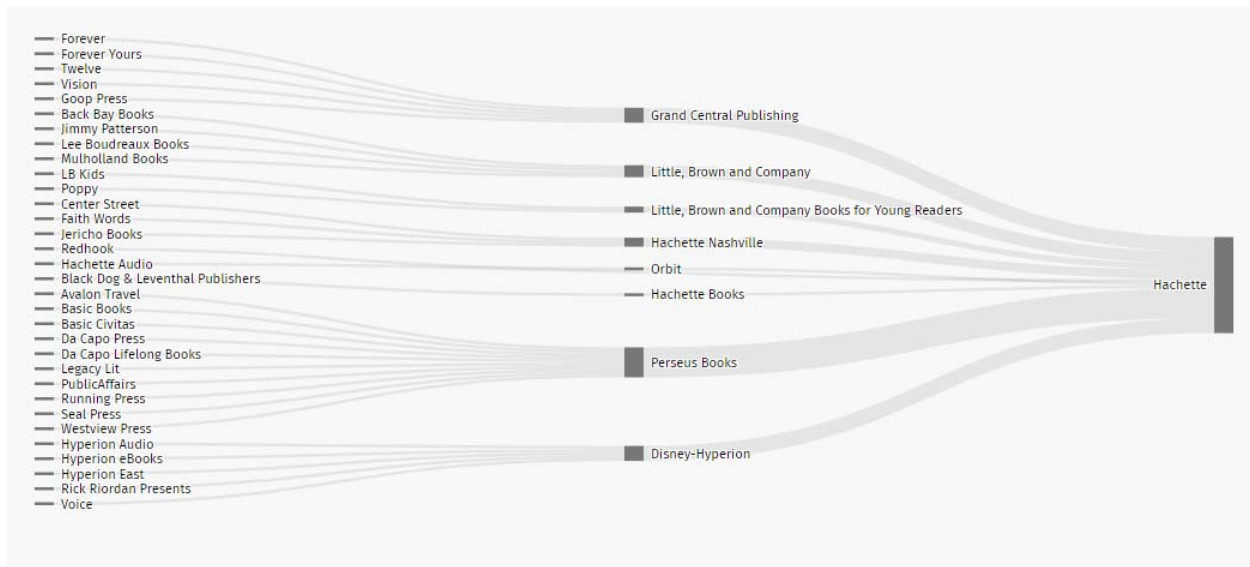 Forever
Forever Yours
Twelve
Vision
Goop Press
Back Bay Books
Jimmy Patterson
Lee Boudreaux Books
Mulholland Books
LB Kids
Poppy
Center Street
Faith Words
Jericho Books
Redhook
Hachette Audio
Black Dog & Leventhal Publishers
Avalon Travel
Basic Books
Basic Civitas
Da Capo Press
Da Capo Lifelong Books
Legacy Lit
PublicAffairs
Running Press
Seal Press
Westview Press
Hyperion Audio
Hyperion eBooks
Hyperion East
Rick Riordan Presents
Voice
Grand Central Publishing
Little, Brown and Company
Little, Brown and Company Books for Young Readers
Hachette Nashville
Orbit
Hachette Books
Perseus Books
Disney-Hyperion
Hachette